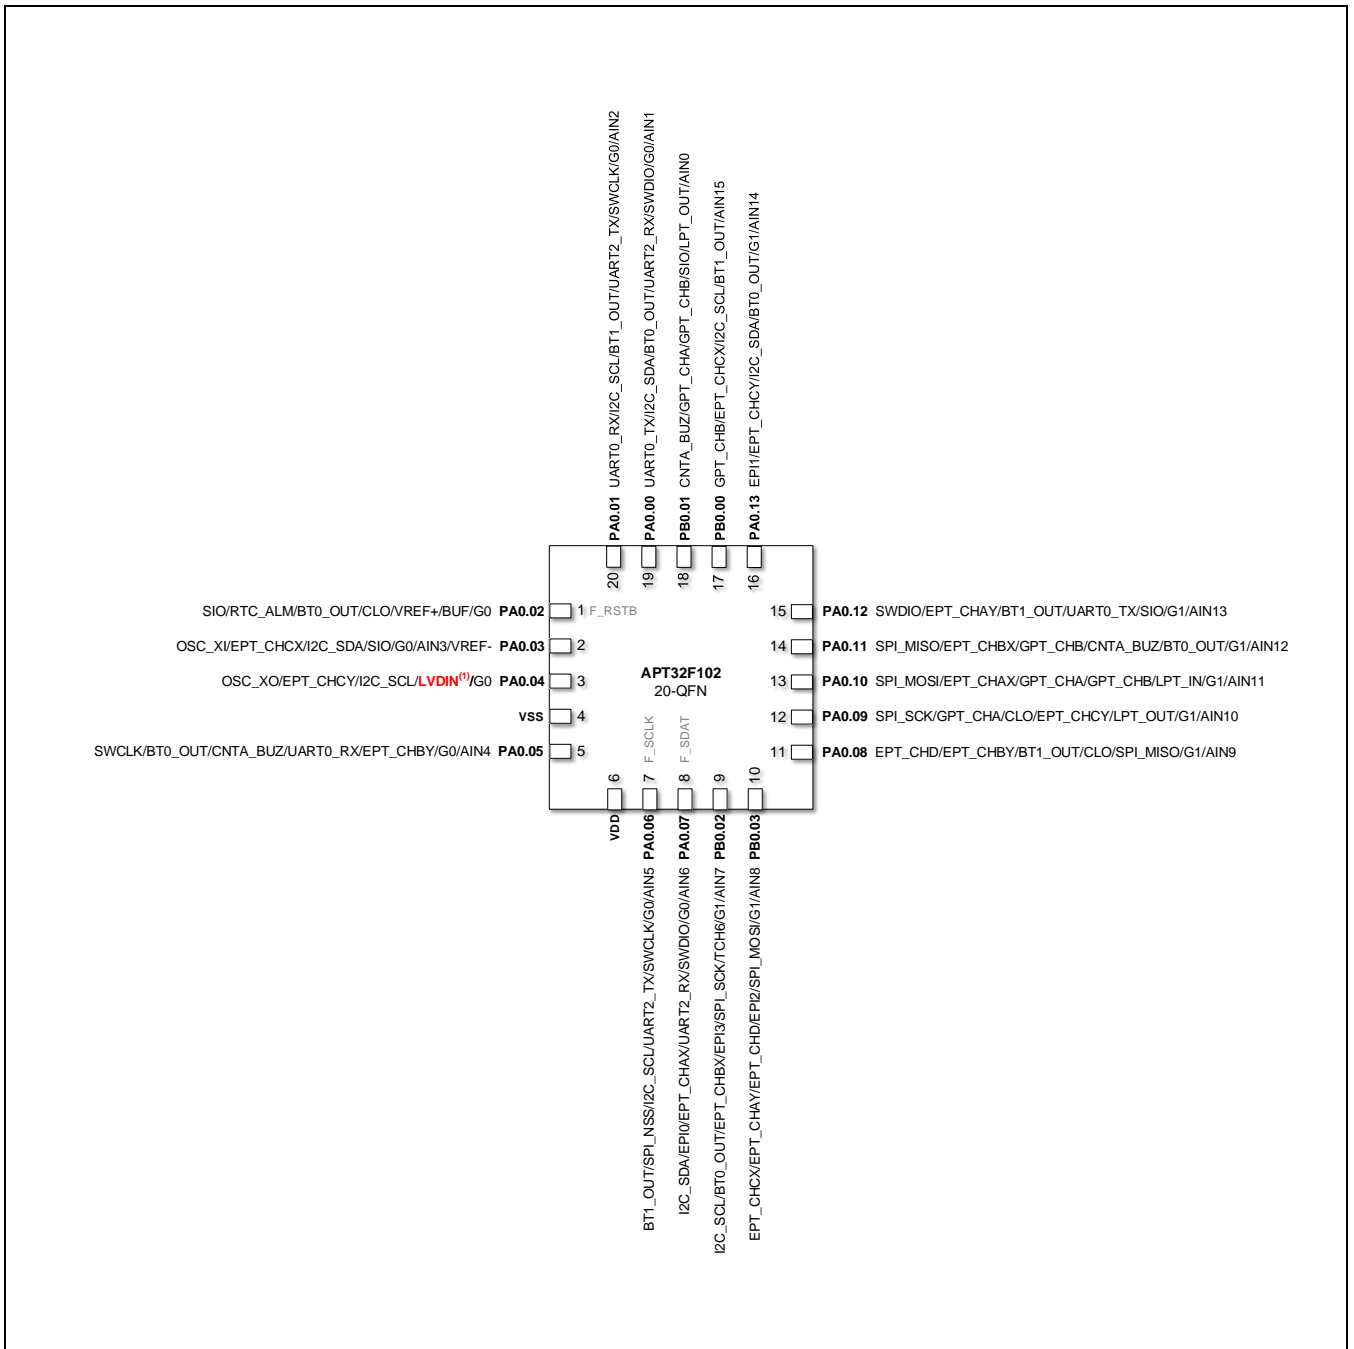 PA0.01 UART0_RX/I2C_SCL/BT1_OUT/UART2_TX/SWCLK/G0/AIN2
PA0.00 UART0_TX/I2C_SDA/BT0_OUT/UART2_RX/SWDIO/G0/AIN1
PB0.01 CNTA_BUZ/GPT_CHA/GPT_CHB/SIO/LPT_OUT/AIN0
PB0.00 GPT_CHB/EPT_CHCX/I2C_SCL/BT1_OUT/AIN15
PA0.13 EPI1/EPT_CHCY/I2C_SDA/BT0_OUT/G1/AIN14
20 19 18 17 16
SIO/RTC_ALM/BT0_OUT/CLO/VREF+/BUF/G0 PA0.02 1 F_RSTB
15 PA0.12 SWDIO/EPT_CHAY/BT1_OUT/UART0_TX/SIO/G1/AIN13
OSC_XI/EPT_CHCX/I2C_SDA/SIO/G0/AIN3/VREF- PA0.03 2
14 PA0.11 SPI_MISO/EPT_CHBX/GPT_CHB/CNTA_BUZ/BT0_OUT/G1/AIN12
APT32F102
20-QFN
OSC_XO/EPT_CHCY/I2C_SCL/LVDIN(1)/G0 PA0.04 3
13 PA0.10 SPI_MOSI/EPT_CHAX/GPT_CHA/GPT_CHB/LPT_IN/G1/AIN11
VSS 4
12 PA0.09 SPI_SCK/GPT_CHA/CLO/EPT_CHCY/LPT_OUT/G1/AIN10
SWCLK/BT0_OUT/CNTA_BUZ/UART0_RX/EPT_CHBY/G0/AIN4 PA0.05 5
11 PA0.08 EPT_CHD/EPT_CHBY/BT1_OUT/CLO/SPI_MISO/G1/AIN9
F_SCLK
F_SDAT
6 7 8 9 10
VDD
BT1_OUT/SPI_NSS/I2C_SCL/UART2_TX/SWCLK/G0/AIN5 PA0.06
I2C_SDA/EPI0/EPT_CHAX/UART2_RX/SWDIO/G0/AIN6 PA0.07
I2C_SCL/BT0_OUT/EPT_CHBX/EPI3/SPI_SCK/TCH6/G1/AIN7 PB0.02
EPT_CHCX/EPT_CHAY/EPT_CHD/EPI2/SPI_MOSI/G1/AIN8 PB0.03